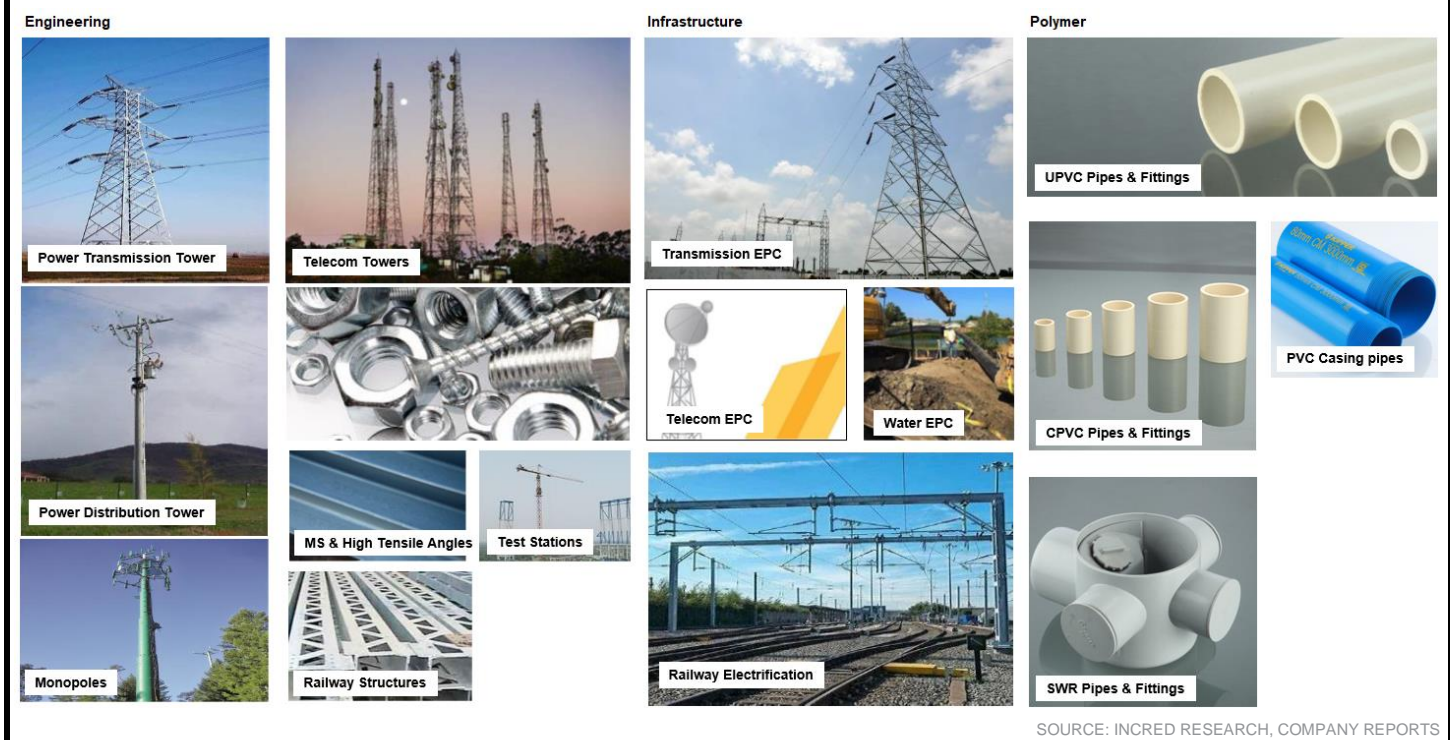 Engineering
Infrastructure
Polymer
Power Transmission Tower
Telecom Towers
Transmission EPC
UPVC Pipes & Fittings
Power Distribution Tower
Telecom EPC
Water EPC
CPVC Pipes & Fittings
PVC Casing pipes
MS & High Tensile Angles
Test Stations
Monopoles
Railway Structures
Railway Electrification
SWR Pipes & Fittings
SOURCE: INCRED RESEARCH, COMPANY REPORTS